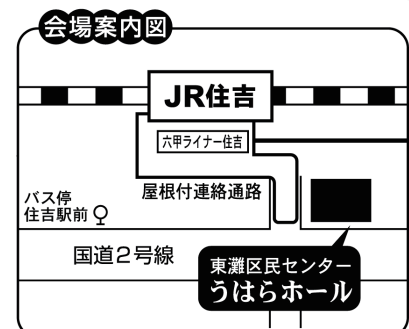 会場案内図
JR住吉
六甲ライナー住吉
屋根付連絡通路
バス停
住吉駅前
国道2号線
東灘区民センター
うはらホール